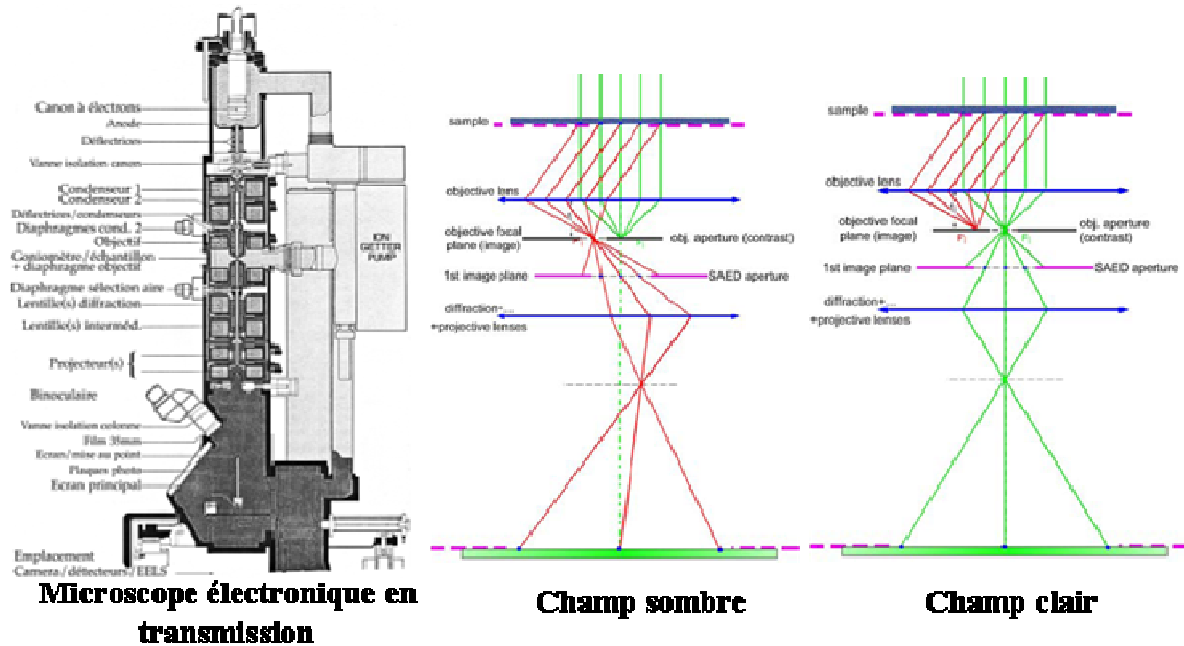 Canon à électrons
Anode
Déflectrices
Vanne isolation canon
Condenseur 1
Condenseur 2
Déflectrices/condenseurs
Diaphragmes cond. 2
Objectif
Goniomètre/échantillon
+ diaphragme objectif
Diaphragme sélection aire
Lentille(s) diffraction
Lentille(s) interméd.
Projecteur(s) {
Binoculaire
Vanne isolation colonne
Film 35mm
Ecran/mise au point
Plaques photo
Ecran principal
Emplacement
Camera/détecteurs/EELS
ION
GETTER
PUMP
Microscope électronique en
transmission
sample
objective lens
objective focal
plane (image)
obj. aperture (contrast)
1st image plane
SAED aperture
diffraction+...
+projective lenses
Champ sombre
sample
objective lens
objective focal
plane (image)
obj. aperture
(contrast)
1st image plane
SAED aperture
diffraction+...
+projective lenses
Champ clair